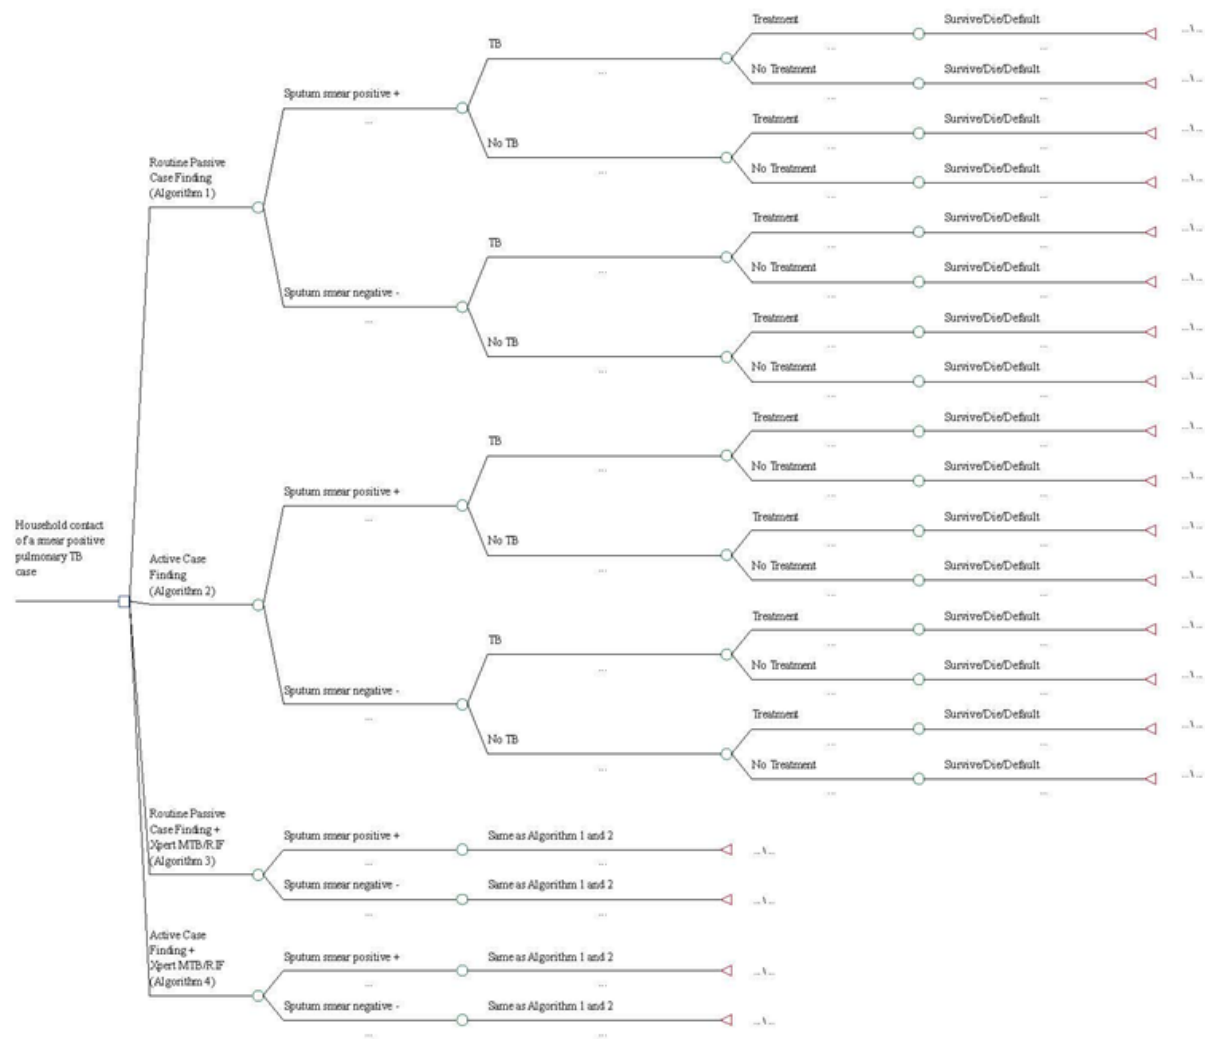 Household contact
of a smear positive
pulmonary TB
case
Routine Passive
Case Finding
(Algorithm 1)
Sputum smear positive +
...
TB
...
Treatment
...
Survive/Die/Default
...
...\...
No Treatment
...
Survive/Die/Default
...
...\...
No TB
...
Treatment
...
Survive/Die/Default
...
...\...
No Treatment
...
Survive/Die/Default
...
...\...
Sputum smear negative -
...
TB
...
Treatment
...
Survive/Die/Default
...
...\...
No Treatment
...
Survive/Die/Default
...
...\...
No TB
...
Treatment
...
Survive/Die/Default
...
...\...
No Treatment
...
Survive/Die/Default
...
...\...
Active Case
Finding
(Algorithm 2)
Sputum smear positive +
...
TB
...
Treatment
...
Survive/Die/Default
...
...\...
No Treatment
...
Survive/Die/Default
...
...\...
No TB
...
Treatment
...
Survive/Die/Default
...
...\...
No Treatment
...
Survive/Die/Default
...
...\...
Sputum smear negative -
...
TB
...
Treatment
...
Survive/Die/Default
...
...\...
No Treatment
...
Survive/Die/Default
...
...\...
No TB
...
Treatment
...
Survive/Die/Default
...
...\...
No Treatment
...
Survive/Die/Default
...
...\...
Routine Passive
Case Finding +
Xpert MTB/RIF
(Algorithm 3)
Sputum smear positive +
...
Same as Algorithm 1 and 2
...
...\...
Sputum smear negative -
...
Same as Algorithm 1 and 2
...
...\...
Active Case
Finding +
Xpert MTB/RIF
(Algorithm 4)
Sputum smear positive +
...
Same as Algorithm 1 and 2
...
...\...
Sputum smear negative -
...
Same as Algorithm 1 and 2
...
...\...